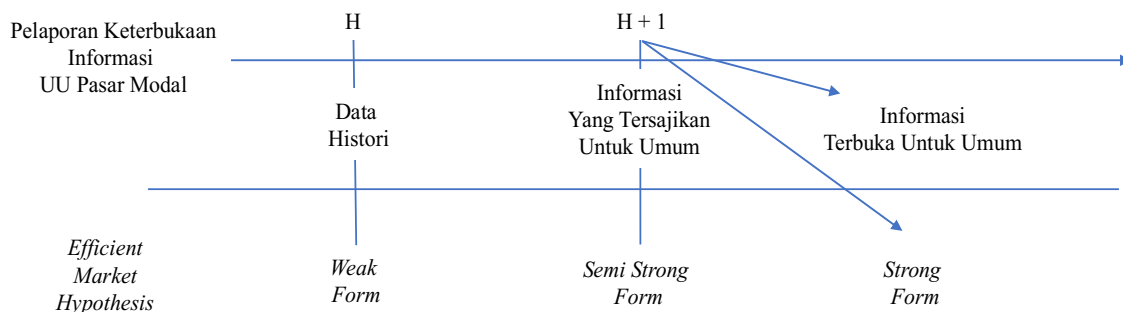 Pelaporan Keterbukaan
Informasi
UU Pasar Modal
H
H + 1
Data
Histori
Informasi
Yang Tersajikan
Untuk Umum
Informasi
Terbuka Untuk Umum
Efficient
Market
Hypothesis
Weak
Form
Semi Strong
Form
Strong
Form